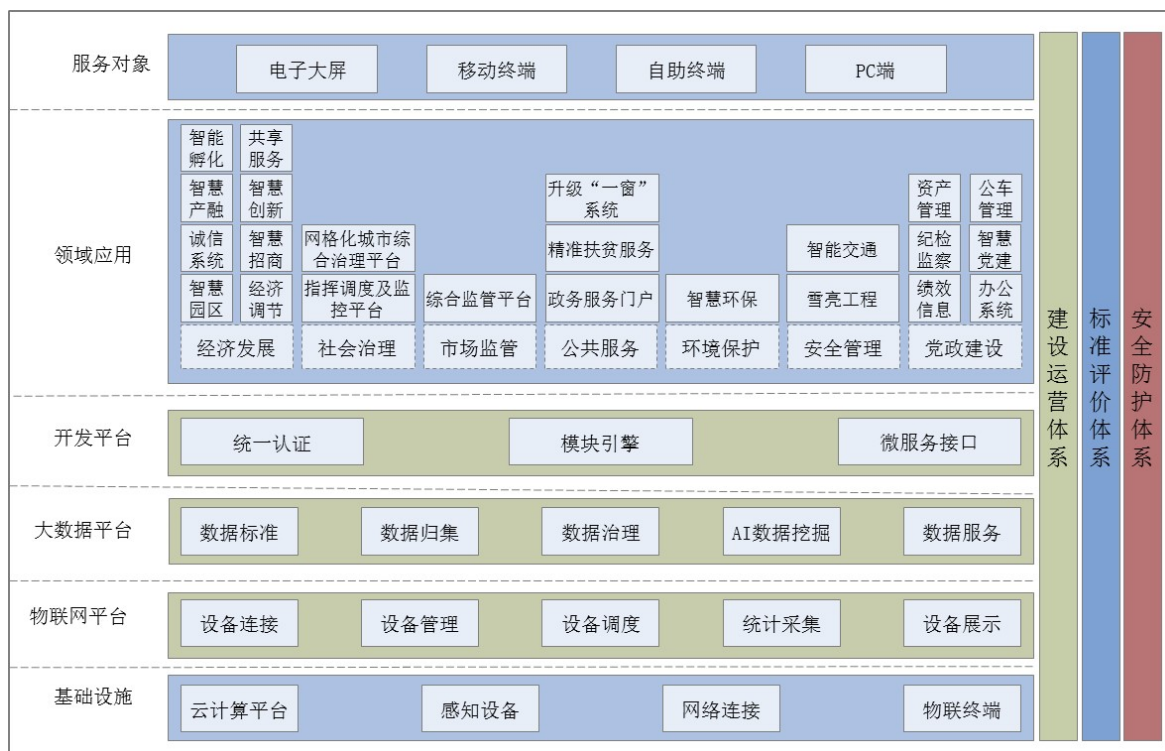 服务对象
电子大屏
移动终端
自助终端
PC端
领域应用
智能
孵化
共享
服务
智慧
产融
智慧
创新
诚信
系统
智慧
招商
智慧
园区
经济
调节
经济发展
网格化城市综
合治理平台
指挥调度及监
控平台
社会治理
综合监管平台
市场监管
升级“一窗”
系统
精准扶贫服务
政务服务门户
公共服务
智慧环保
环境保护
智能交通
雪亮工程
安全管理
资产
管理
公车
管理
纪检
监察
智慧
党建
绩效
信息
办公
系统
党政建设
开发平台
统一认证
模块引擎
微服务接口
大数据平台
数据标准
数据归集
数据治理
AI数据挖掘
数据服务
物联网平台
设备连接
设备管理
设备调度
统计采集
设备展示
基础设施
云计算平台
感知设备
网络连接
物联终端
建设运营体系
标准评价体系
安全防护体系